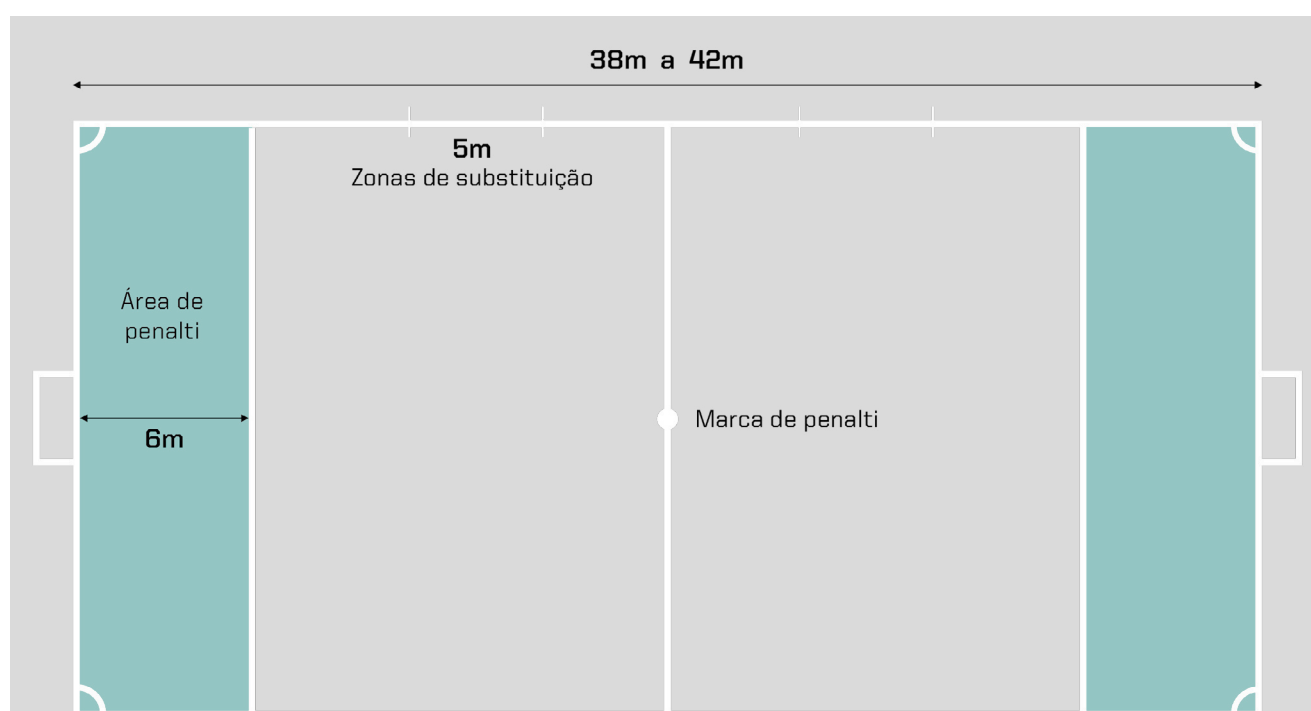 38m a 42m
5m
Zonas de substituição
Área de
penalti
Marca de penalti
6m